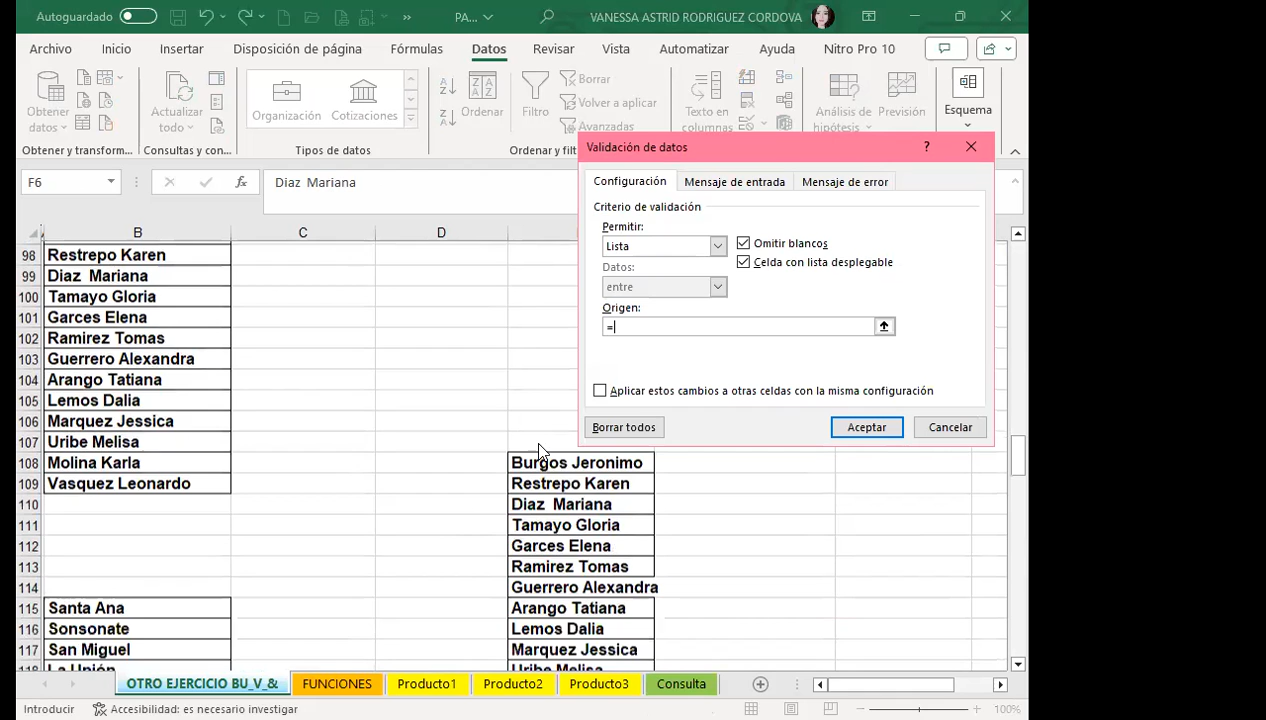 Autoguardado
PA...
VANESSA ASTRID RODRIGUEZ CORDOVA
Archivo Inicio Insertar Disposición de página Fórmulas Datos Revisar Vista Automatizar Ayuda Nitro Pro 10
Obtener datos
Actualizar todo
Organización
Cotizaciones
Ordenar
Filtro
Borrar
Volver a aplicar
Avanzadas
Texto en columnas
Análisis de hipótesis
Previsión
Esquema
Obtener y transform...
Consultas y con...
Tipos de datos
Ordenar y fil
F6
fx
Diaz  Mariana
Validación de datos
?
Configuración
Mensaje de entrada
Mensaje de error
Criterio de validación
Permitir:
Lista
Omitir blancos
Celda con lista desplegable
Datos:
entre
Origen:
=
Aplicar estos cambios a otras celdas con la misma configuración
Borrar todos
Aceptar
Cancelar
B C D
98 Restrepo Karen
99 Diaz  Mariana
100 Tamayo Gloria
101 Garces Elena
102 Ramirez Tomas
103 Guerrero Alexandra
104 Arango Tatiana
105 Lemos Dalia
106 Marquez Jessica
107 Uribe Melisa
108 Molina Karla Burgos Jeronimo
109 Vasquez Leonardo Restrepo Karen
110 Diaz  Mariana
111 Tamayo Gloria
112 Garces Elena
113 Ramirez Tomas
114 Guerrero Alexandra
115 Santa Ana Arango Tatiana
116 Sonsonate Lemos Dalia
117 San Miguel Marquez Jessica
118 La Unión Uribe Melisa
OTRO EJERCICIO BU_V_& FUNCIONES Producto1 Producto2 Producto3 Consulta
Introducir
Accesibilidad: es necesario investigar
100%